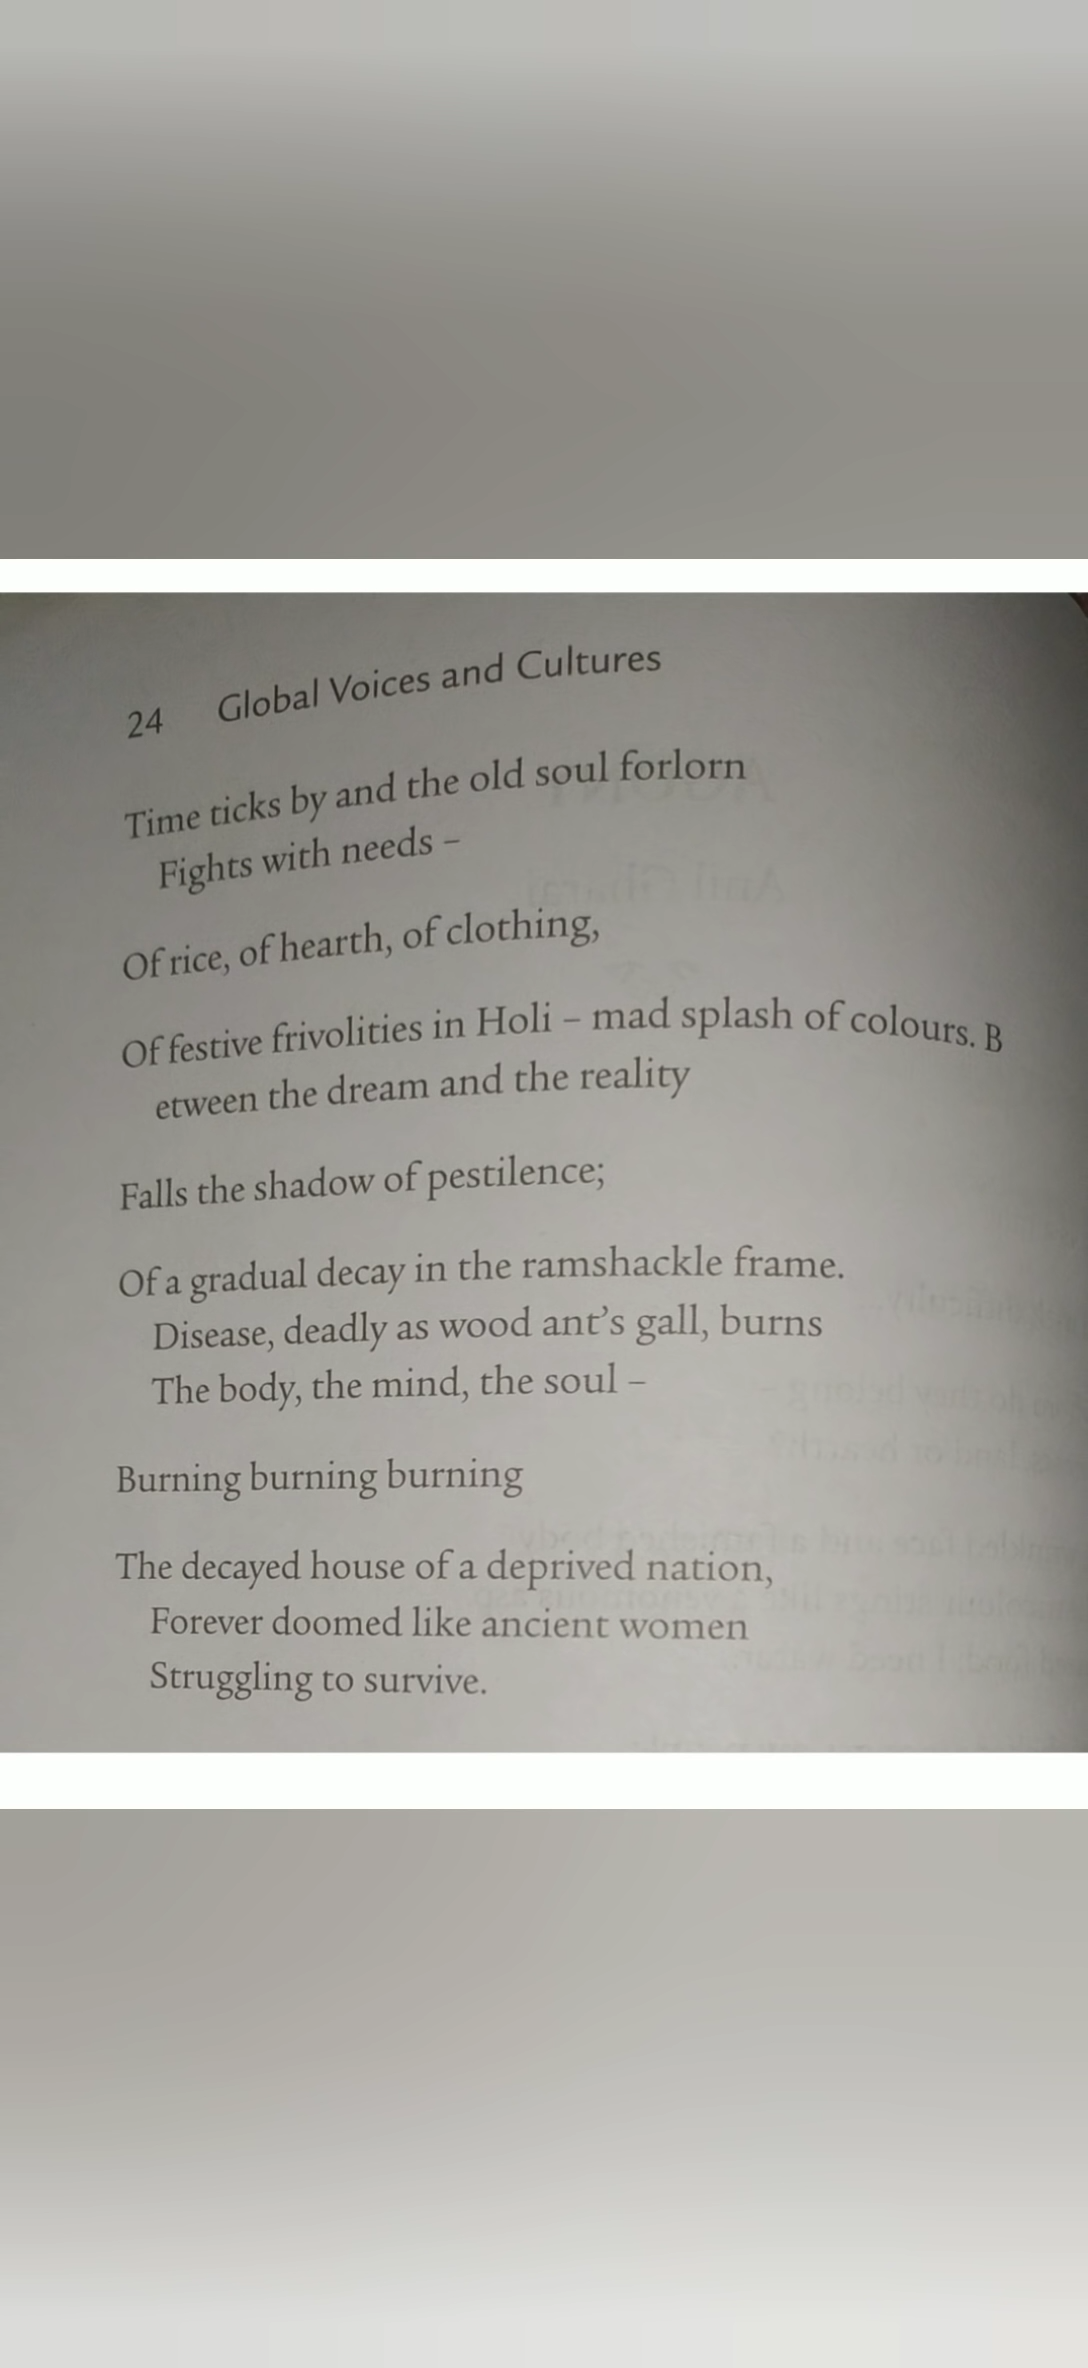 24 Global Voices and Cultures
Time ticks by and the old soul forlorn
Fights with needs –
Of rice, of hearth, of clothing,
Of festive frivolities in Holi – mad splash of colours. B
etween the dream and the reality
Falls the shadow of pestilence;
Of a gradual decay in the ramshackle frame.
Disease, deadly as wood ant's gall, burns
The body, the mind, the soul –
Burning burning burning
The decayed house of a deprived nation,
Forever doomed like ancient women
Struggling to survive.